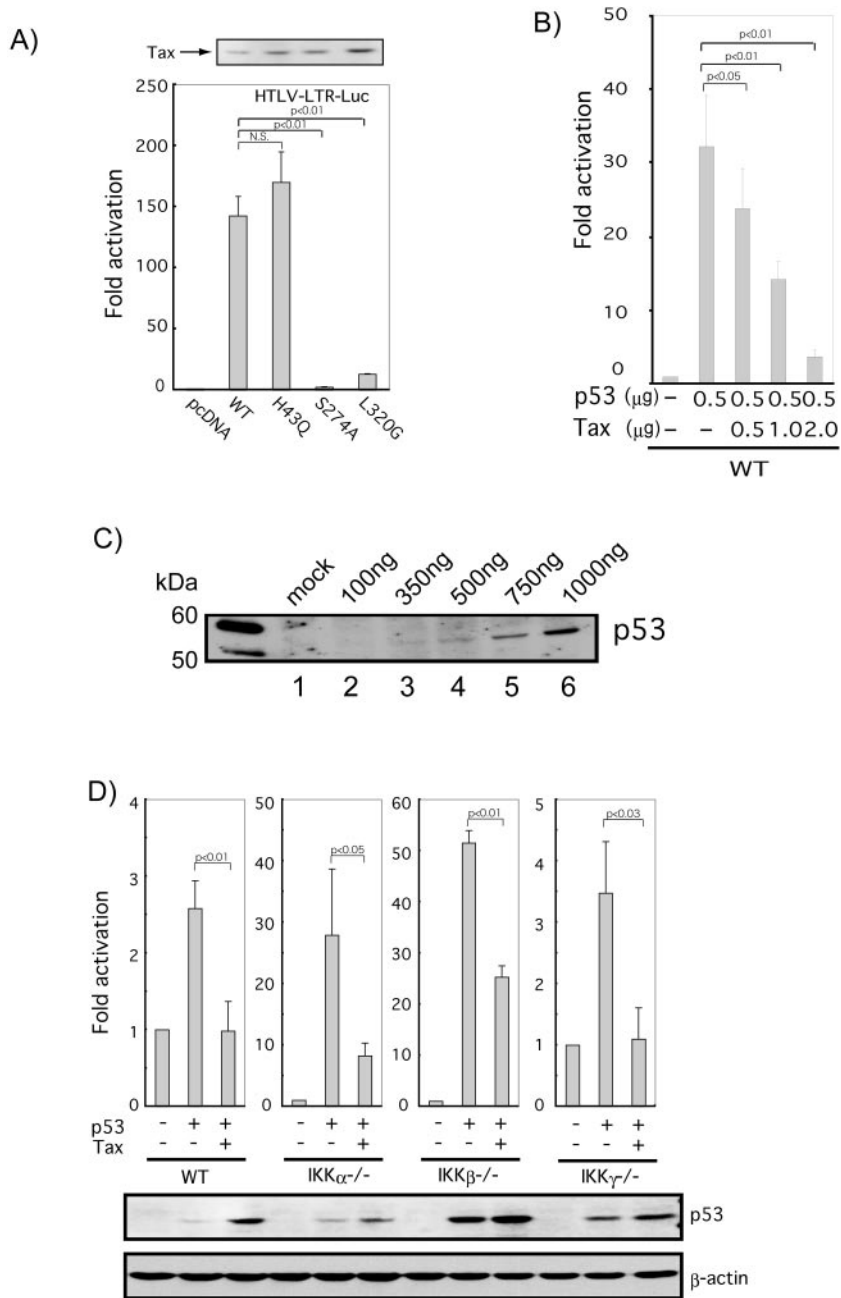 A)
Tax
HTLV-LTR-Luc
p<0.01
p<0.01
N.S.
250
200
150
100
50
0
Fold activation
pcDNA
WT
H43Q
S274A
L320G
B)
p<0.01
p<0.01
p<0.05
50
40
30
20
10
0
Fold activation
p53 (μg) – 0.5 0.5 0.5 0.5
Tax (μg) – – 0.5 1.0 2.0
WT
C)
kDa
mock
100ng
350ng
500ng
750ng
1000ng
60
50
p53
1 2 3 4 5 6
D)
Fold activation
4
3
2
1
0
p<0.01
50
40
30
20
10
0
p<0.05
60
50
40
30
20
10
0
p<0.01
5
4
3
2
1
0
p<0.03
p53 - + + - + + - + + - + +
Tax - - + - - + - - + - - +
WT
IKKα-/-
IKKβ-/-
IKKγ-/-
p53
β-actin